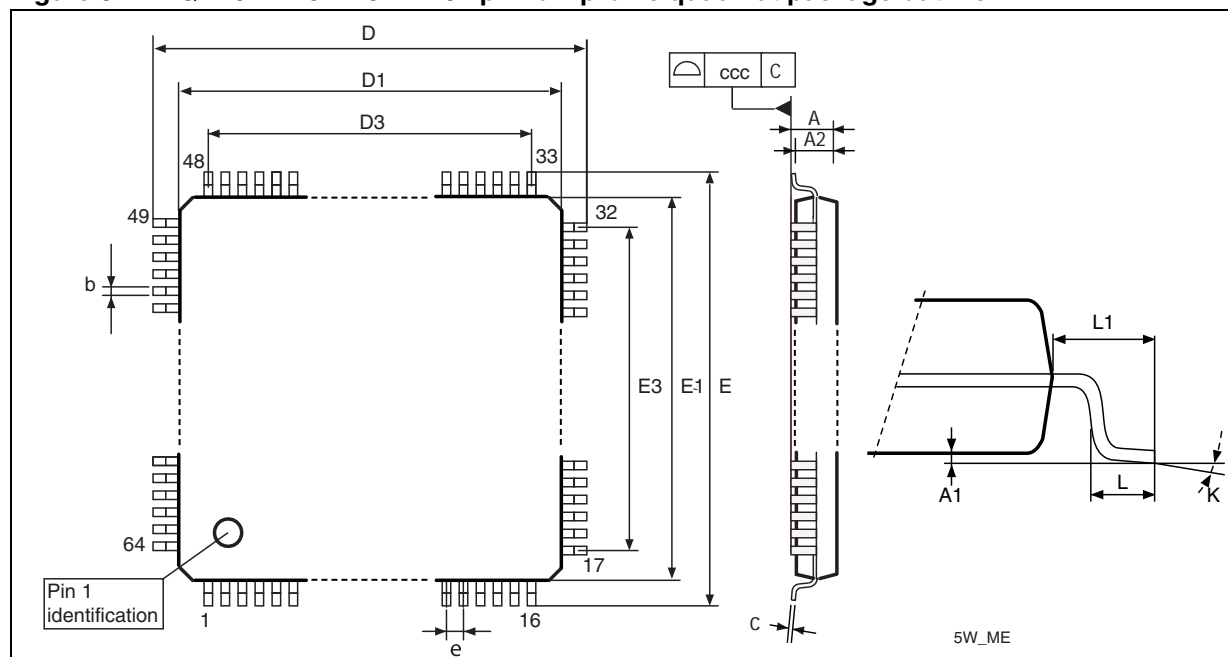 D
D1
D3
ccc C
A
A2
48
33
49
32
b
L1
E3
E1
E
A1
L
K
64
17
Pin 1
identification
1
16
e
C
5W_ME